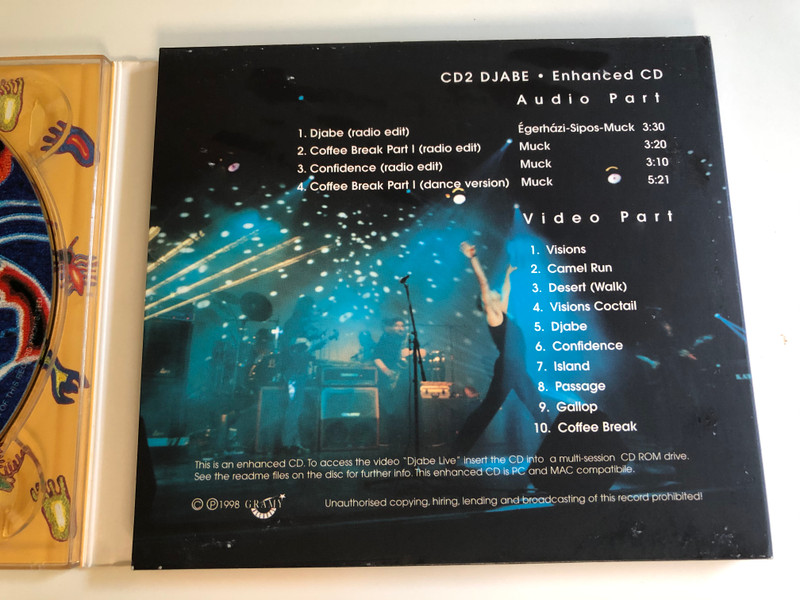 CD2 DJABE • Enhanced CD
Audio Part
1. Djabe (radio edit) Égerházi-Sipos-Muck 3:30
2. Coffee Break Part I (radio edit) Muck 3:20
3. Confidence (radio edit) Muck 3:10
4. Coffee Break Part I (dance version) Muck 5:21
Video Part
1. Visions
2. Camel Run
3. Desert (Walk)
4. Visions Coctail
5. Djabe
6. Confidence
7. Island
8. Passage
9. Gallop
10. Coffee Break
This is an enhanced CD. To access the video "Djabe Live" insert the CD into a multi-session CD ROM drive.
See the readme files on the disc for further info. This enhanced CD is PC and MAC compatibile.
© ℗ 1998 GRAMY Unauthorised copying, hiring, lending and broadcasting of this record prohibited!